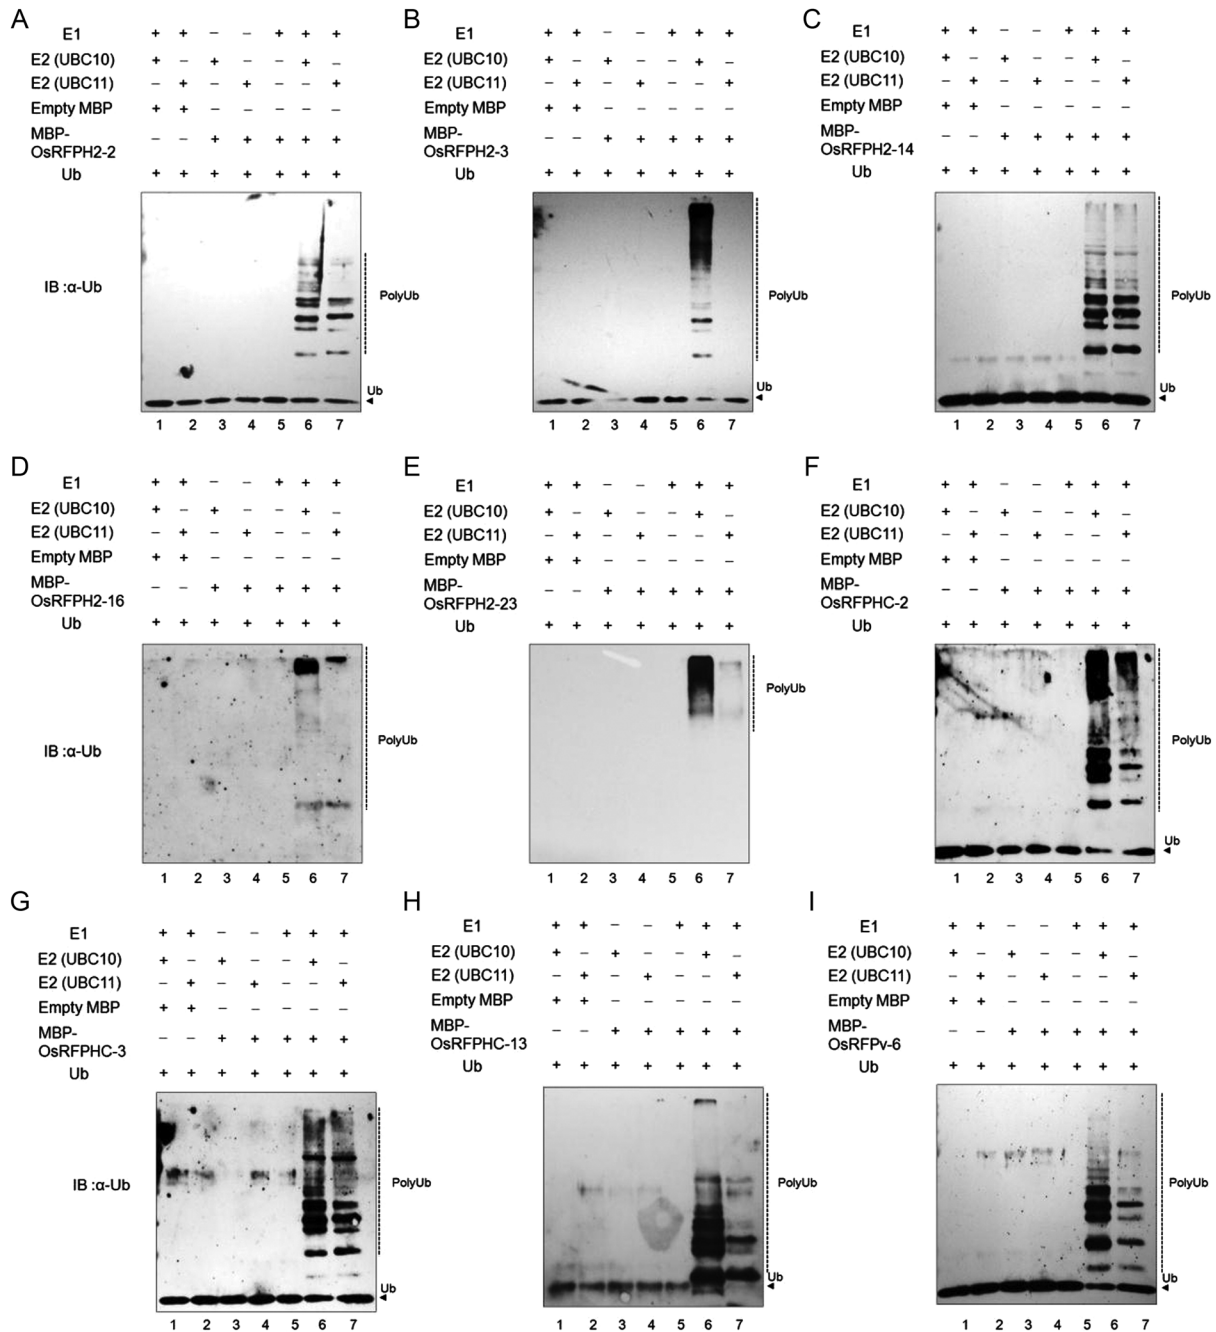 A
E1 + + – – + + +
E2 (UBC10) + – + – – + –
E2 (UBC11) – + – + – – +
Empty MBP + + – – – – –
MBP-
OsRFPH2-2 – – + + + + +
Ub + + + + + + +
IB :α-Ub
PolyUb
Ub
1 2 3 4 5 6 7
B
E1 + + – – + + +
E2 (UBC10) + – + – – + –
E2 (UBC11) – + – + – – +
Empty MBP + + – – – – –
MBP-
OsRFPH2-3 – – + + + + +
Ub + + + + + + +
PolyUb
Ub
1 2 3 4 5 6 7
C
E1 + + – – + + +
E2 (UBC10) + – + – – + –
E2 (UBC11) – + – + – – +
Empty MBP + + – – – – –
MBP-
OsRFPH2-14 – – + + + + +
Ub + + + + + + +
PolyUb
Ub
1 2 3 4 5 6 7
D
E1 + + – – + + +
E2 (UBC10) + – + – – + –
E2 (UBC11) – + – + – – +
Empty MBP + + – – – – –
MBP-
OsRFPH2-16 – – + + + + +
Ub + + + + + + +
IB :α-Ub
PolyUb
1 2 3 4 5 6 7
E
E1 + + – – + + +
E2 (UBC10) + – + – – + –
E2 (UBC11) – + – + – – +
Empty MBP + + – – – – –
MBP-
OsRFPH2-23 – – + + + + +
Ub + + + + + + +
PolyUb
1 2 3 4 5 6 7
F
E1 + + – – + + +
E2 (UBC10) + – + – – + –
E2 (UBC11) – + – + – – +
Empty MBP + + – – – – –
MBP-
OsRFPHC-2 – – + + + + +
Ub + + + + + + +
PolyUb
Ub
1 2 3 4 5 6 7
G
E1 + + – – + + +
E2 (UBC10) + – + – – + –
E2 (UBC11) – + – + – – +
Empty MBP + + – – – – –
MBP-
OsRFPHC-3 – – + + + + +
Ub + + + + + + +
IB :α-Ub
PolyUb
Ub
1 2 3 4 5 6 7
H
E1 + + – – + + +
E2 (UBC10) + – + – – + –
E2 (UBC11) – + – + – – +
Empty MBP + + – – – – –
MBP-
OsRFPHC-13 – – + + + + +
Ub + + + + + + +
PolyUb
Ub
1 2 3 4 5 6 7
I
E1 + + – – + + +
E2 (UBC10) + – + – – + –
E2 (UBC11) – + – + – – +
Empty MBP + + – – – – –
MBP-
OsRFPv-6 – – + + + + +
Ub + + + + + + +
PolyUb
Ub
1 2 3 4 5 6 7